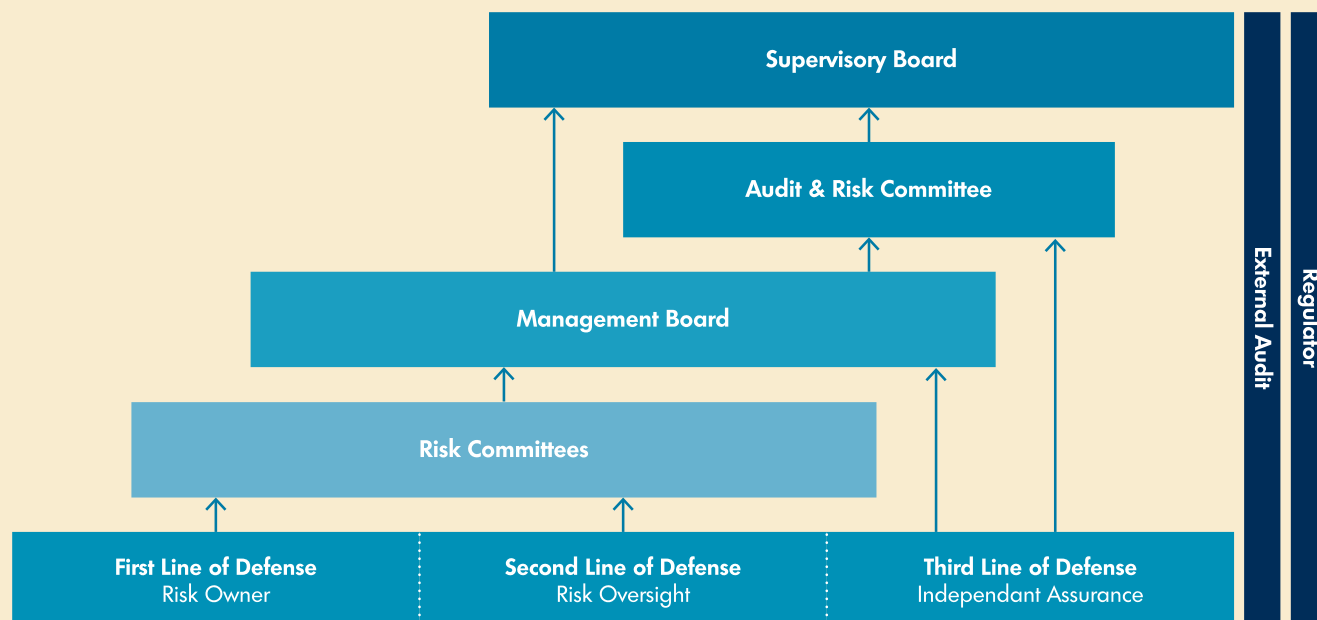 Supervisory Board
Audit & Risk Committee
Management Board
Risk Committees
First Line of Defense
Risk Owner
Second Line of Defense
Risk Oversight
Third Line of Defense
Independant Assurance
External Audit
Regulator